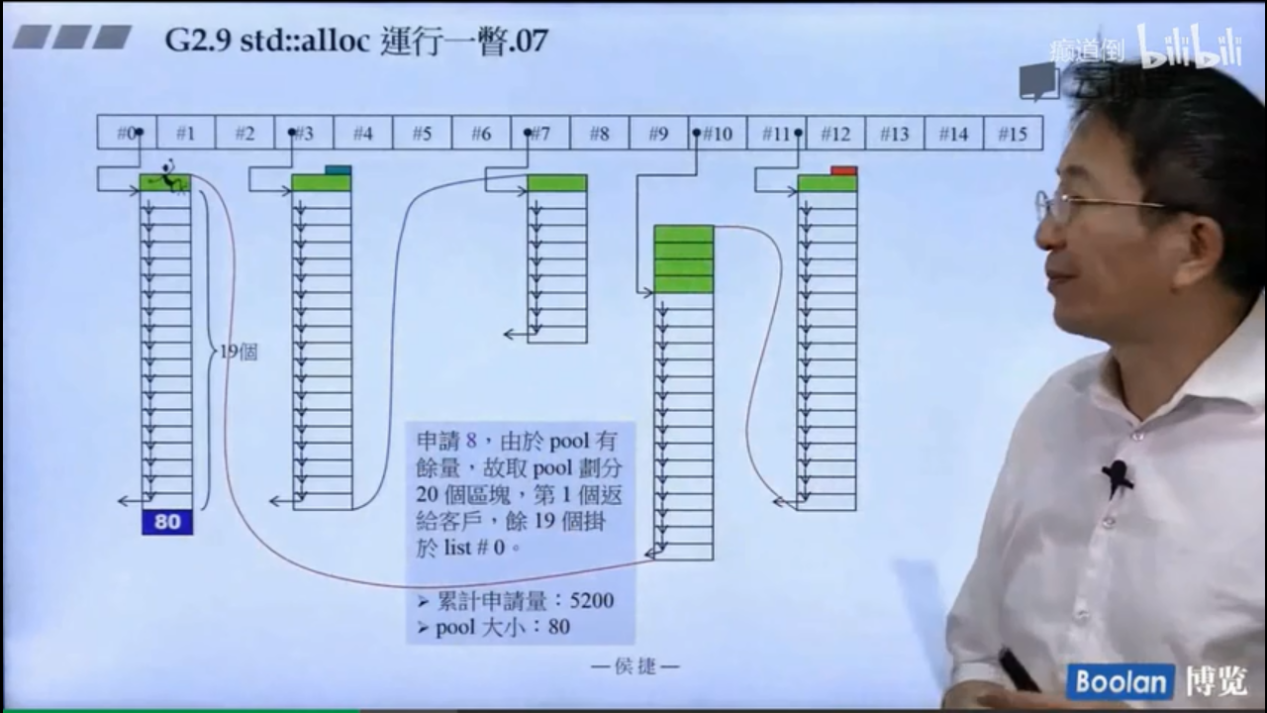 G2.9 std::alloc 運行一瞥.07
癫道倒 bilibili
#0 #1 #2 #3 #4 #5 #6 #7 #8 #9 #10 #11 #12 #13 #14 #15
19個
80
申請 8，由於 pool 有
餘量，故取 pool 劃分
20 個區塊，第 1 個返
給客戶，餘 19 個掛
於 list # 0。
➢ 累計申請量：5200
➢ pool 大小：80
—侯捷—
Boolan 博览